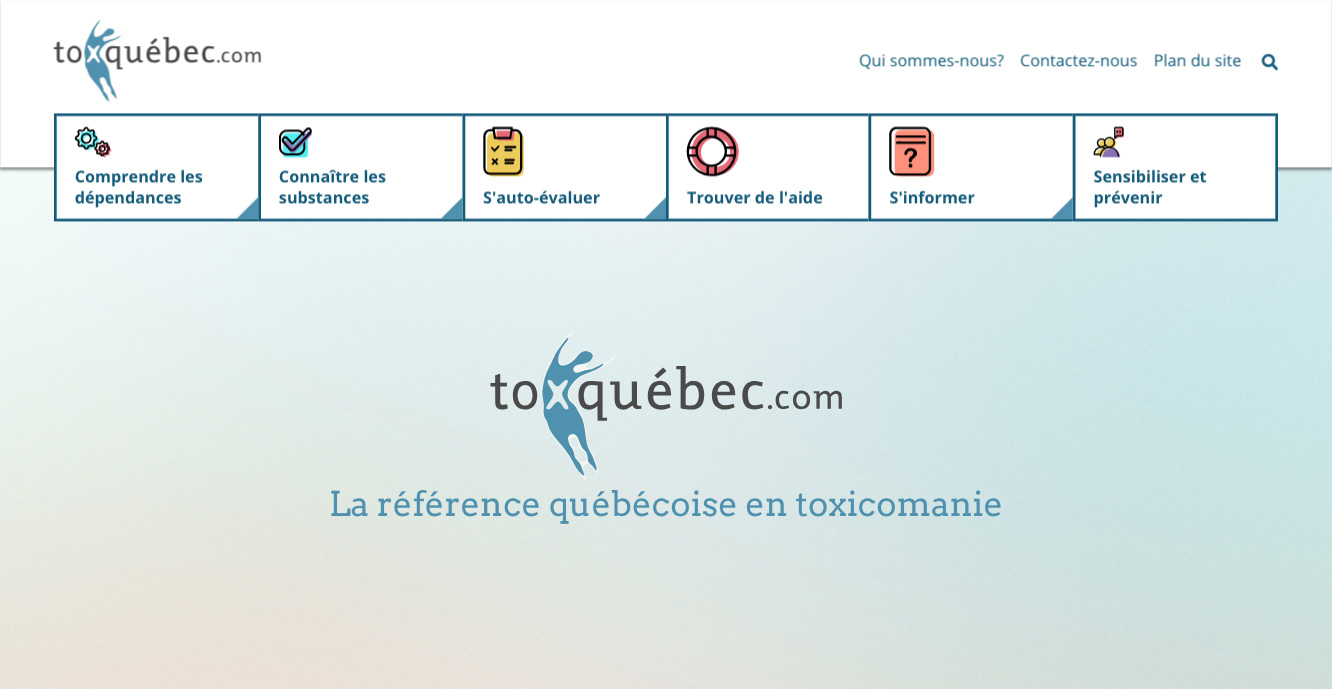 toxquébec.com
Qui sommes-nous? Contactez-nous Plan du site
Comprendre les
dépendances
Connaître les
substances
S'auto-évaluer
Trouver de l'aide
?
S'informer
Sensibiliser et
prévenir
toxquébec.com
La référence québécoise en toxicomanie